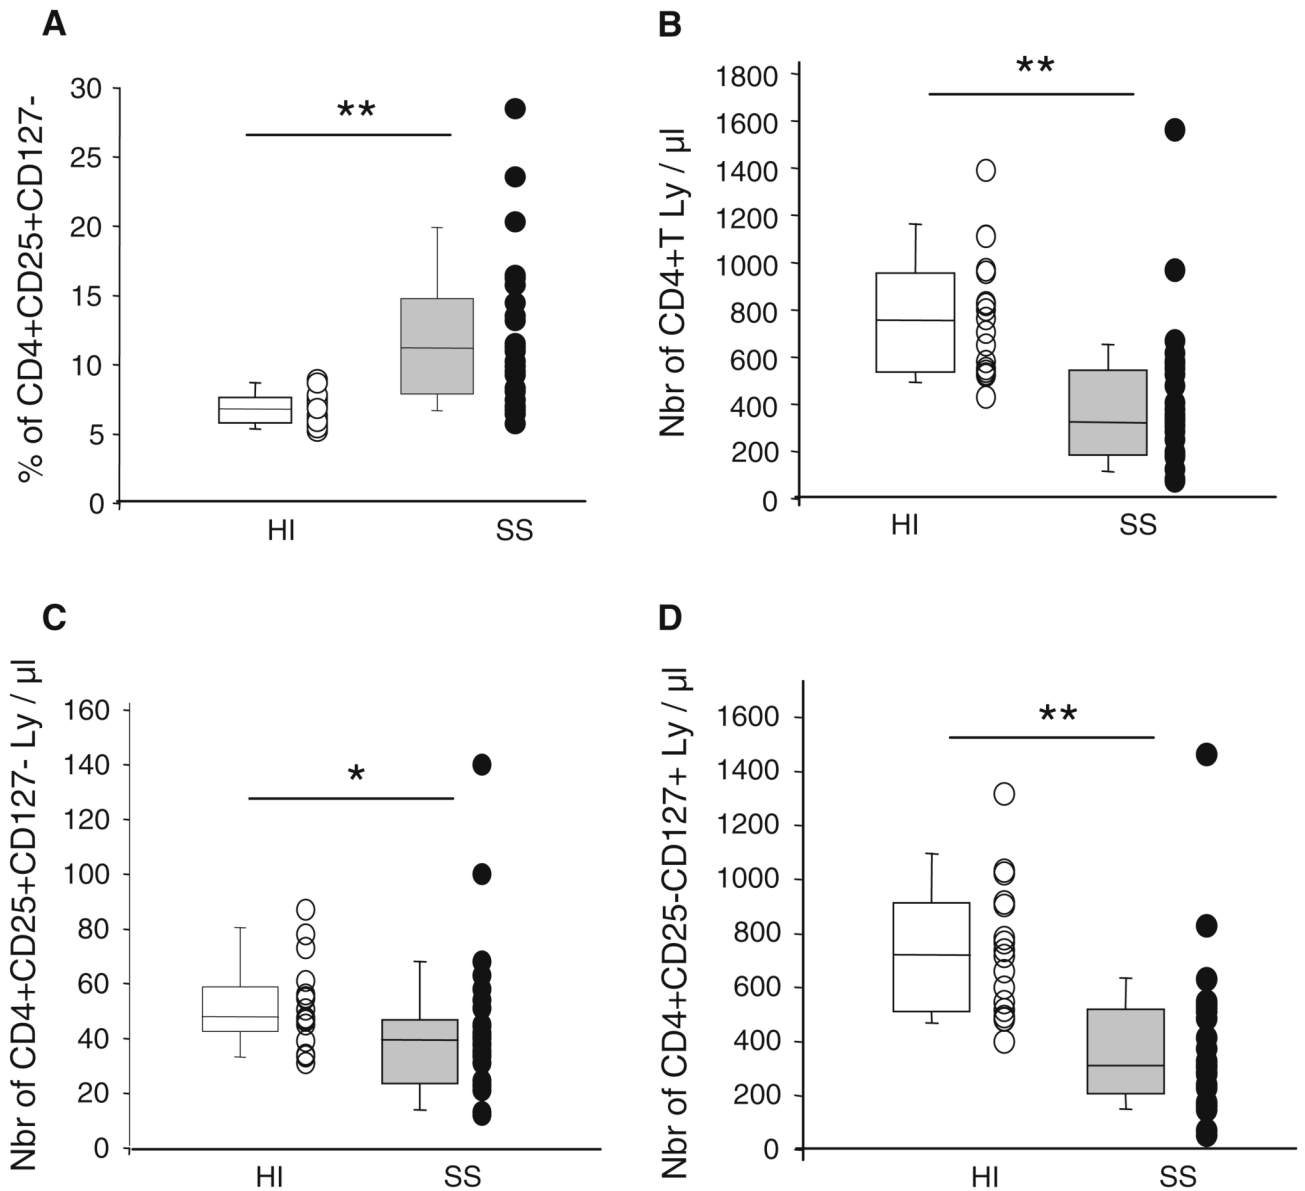 A
% of CD4+CD25+CD127-
30
25
20
15
10
5
0
**
HI
SS
B
Nbr of CD4+T Ly / µl
1800
1600
1400
1200
1000
800
600
400
200
0
**
HI
SS
C
Nbr of CD4+CD25+CD127- Ly / µl
160
140
120
100
80
60
40
20
0
*
HI
SS
D
Nbr of CD4+CD25-CD127+ Ly / µl
1600
1400
1200
1000
800
600
400
200
0
**
HI
SS